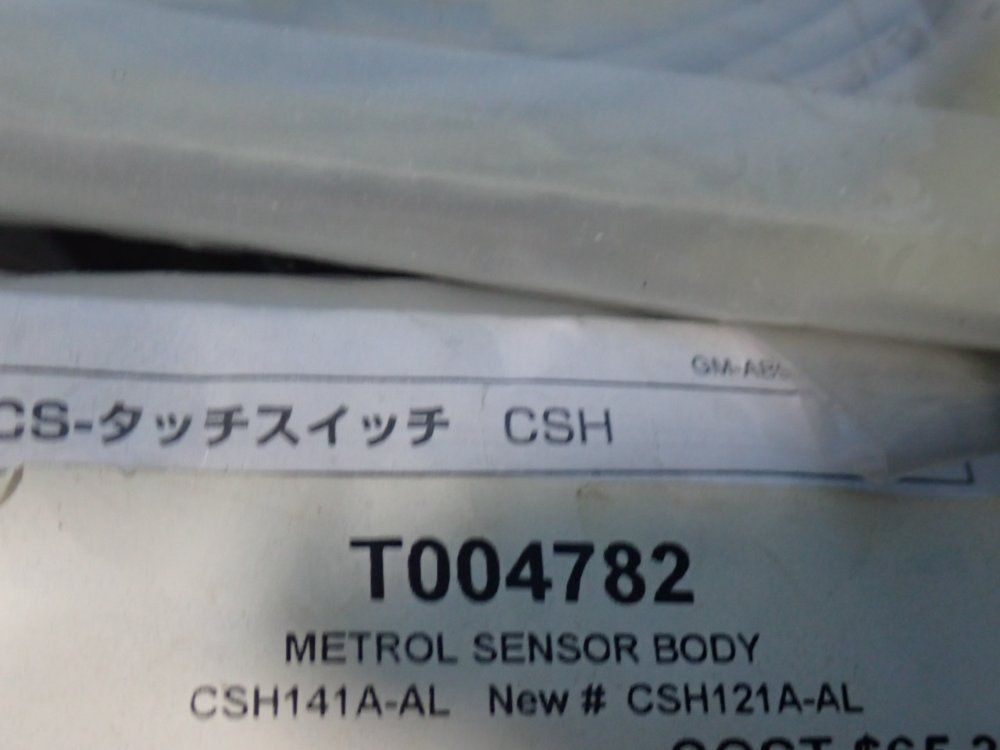 CS-タッチスイッチ CSH
T004782
METROL SENSOR BODY
CSH141A-AL New # CSH121A-AL